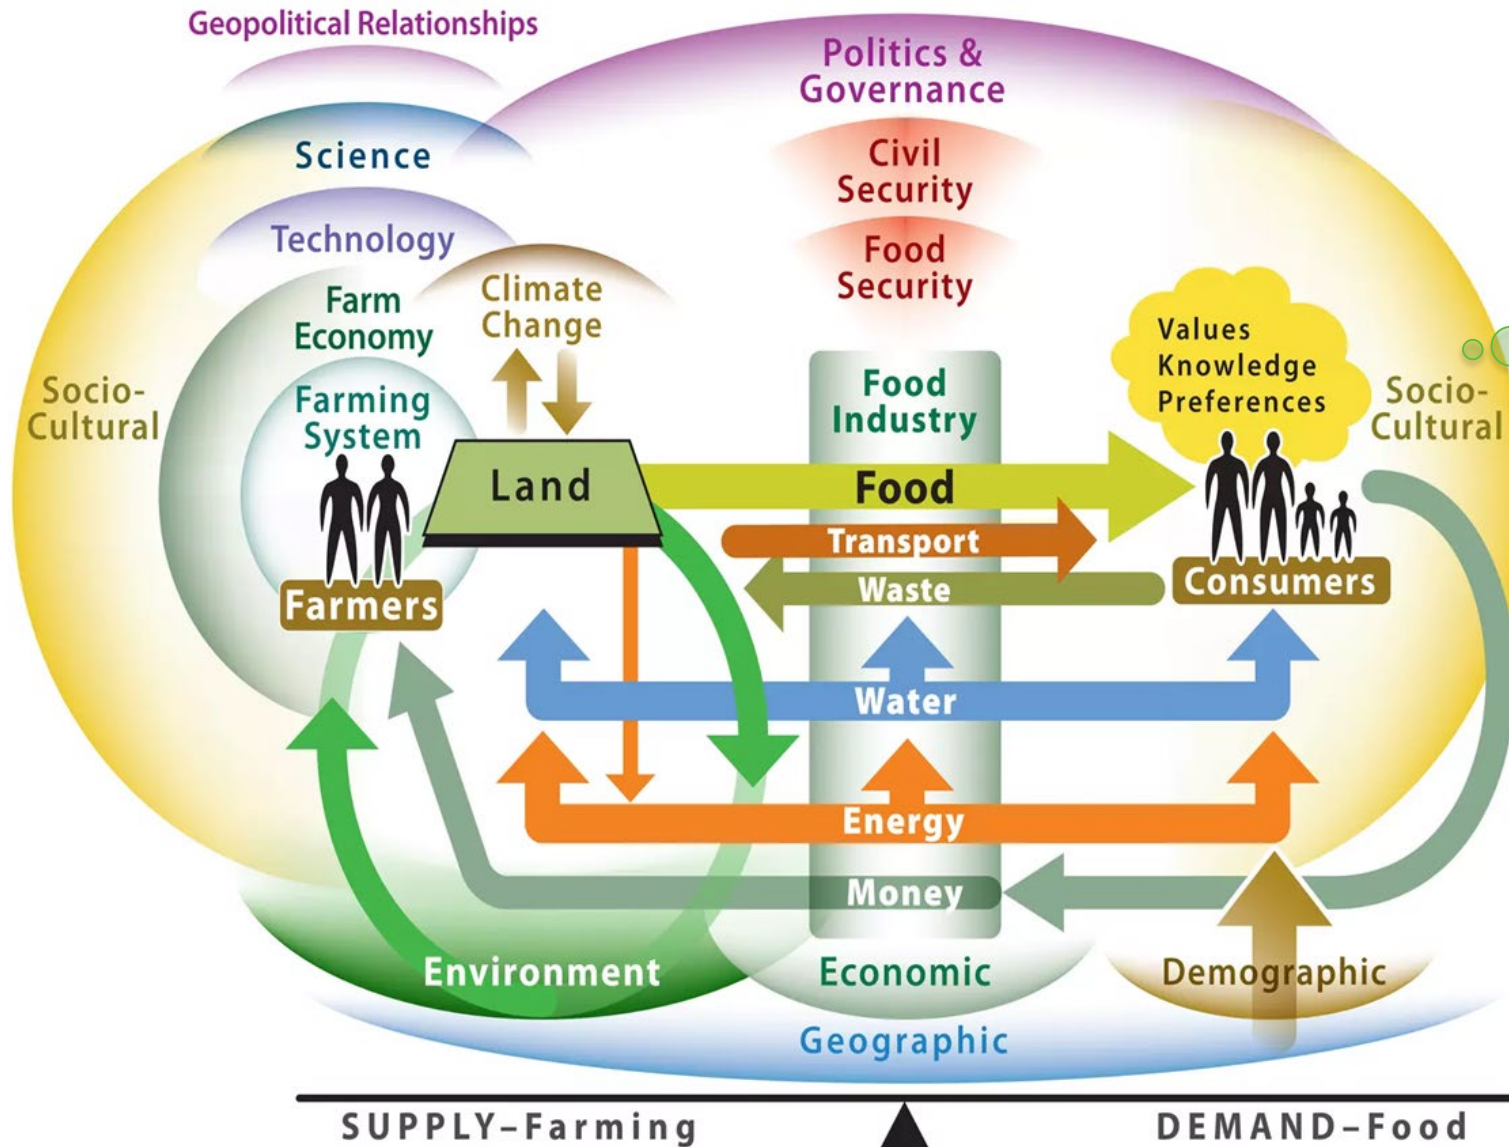 Geopolitical Relationships
Politics &
Governance
Science
Civil
Security
Technology
Food
Security
Climate
Change
Farm
Economy
Values
Knowledge
Preferences
Socio-
Cultural
Farming
System
Food
Industry
Socio-
Cultural
Land
Food
Transport
Waste
Farmers
Consumers
Water
Energy
Money
Environment
Economic
Demographic
Geographic
SUPPLY–Farming
DEMAND–Food